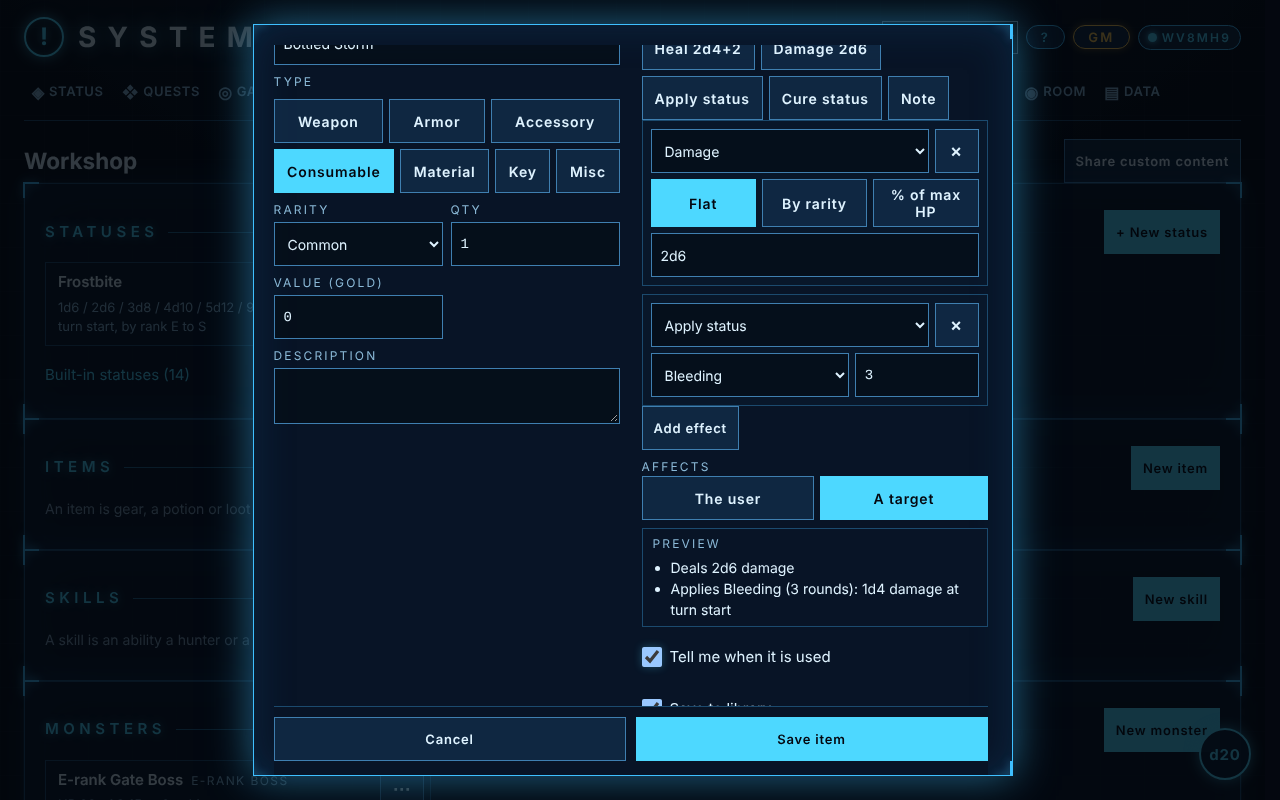 ! SYSTEM
?
GM
WV8MH9
STATUS
QUESTS
ROOM
DATA
Workshop
Share custom content
STATUSES
+ New status
Frostbite
1d6 / 2d6 / 3d8 / 4d10 / 5d12 / 9
turn start, by rank E to S
Built-in statuses (14)
ITEMS
New item
An item is gear, a potion or loot
SKILLS
New skill
A skill is an ability a hunter or a
MONSTERS
New monster
E-rank Gate Boss E-RANK BOSS
...
d20
Bottled Storm
TYPE
Weapon
Armor
Accessory
Consumable
Material
Key
Misc
RARITY
QTY
Common
1
VALUE (GOLD)
0
DESCRIPTION
Heal 2d4+2
Damage 2d6
Apply status
Cure status
Note
Damage
×
Flat
By rarity
% of max
HP
2d6
Apply status
×
Bleeding
3
Add effect
AFFECTS
The user
A target
PREVIEW
• Deals 2d6 damage
• Applies Bleeding (3 rounds): 1d4 damage at
turn start
Tell me when it is used
Save to library
Cancel
Save item